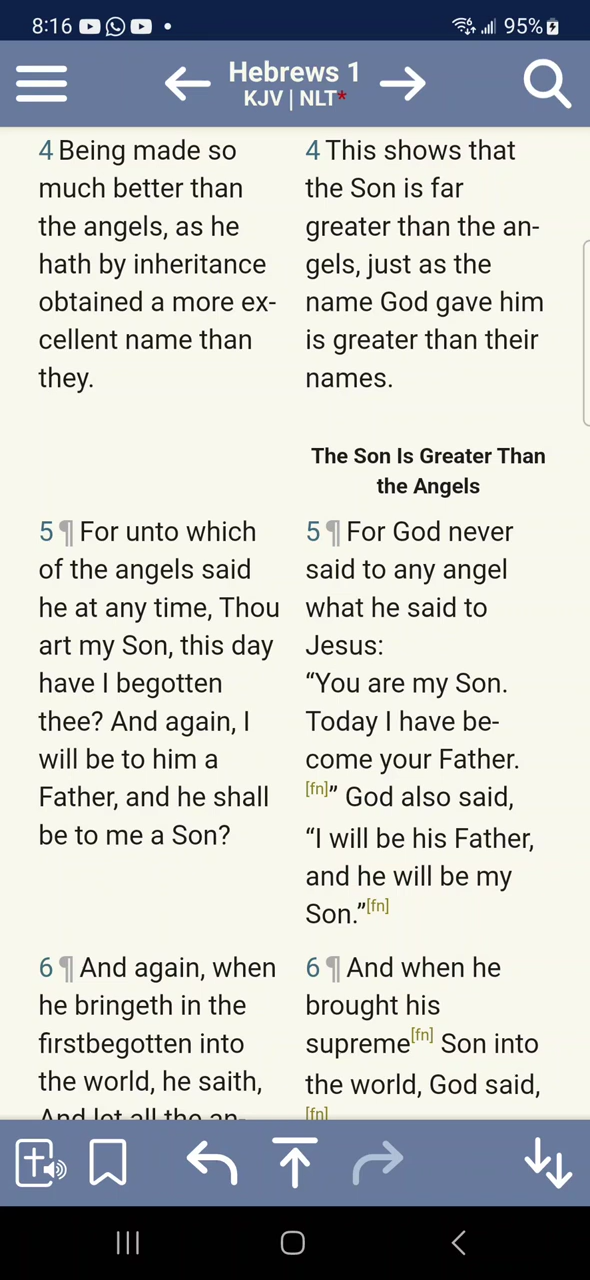 8:16
95%
Hebrews 1
KJV | NLT*
4 Being made so
much better than
the angels, as he
hath by inheritance
obtained a more ex-
cellent name than
they.
4 This shows that
the Son is far
greater than the an-
gels, just as the
name God gave him
is greater than their
names.
The Son Is Greater Than
the Angels
5 ¶ For unto which
of the angels said
he at any time, Thou
art my Son, this day
have I begotten
thee? And again, I
will be to him a
Father, and he shall
be to me a Son?
5 ¶ For God never
said to any angel
what he said to
Jesus:
“You are my Son.
Today I have be-
come your Father.
[fn]” God also said,
“I will be his Father,
and he will be my
Son.”[fn]
6 ¶ And again, when
he bringeth in the
firstbegotten into
the world, he saith,
And let all the an-
6 ¶ And when he
brought his
supreme[fn] Son into
the world, God said,
[fn]